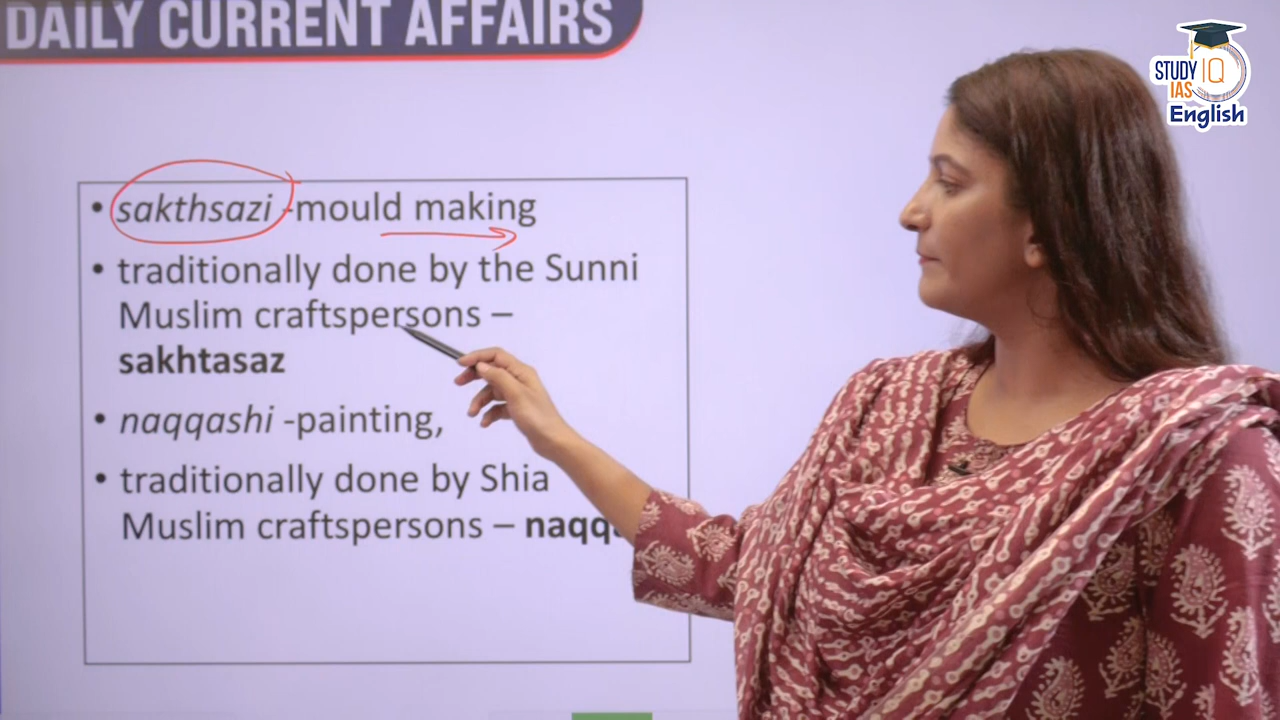 DAILY CURRENT AFFAIRS
STUDY IQ
IAS
English
• sakthsazi -mould making
• traditionally done by the Sunni
Muslim craftspersons –
sakhtasaz
• naqqashi -painting,
• traditionally done by Shia
Muslim craftspersons –